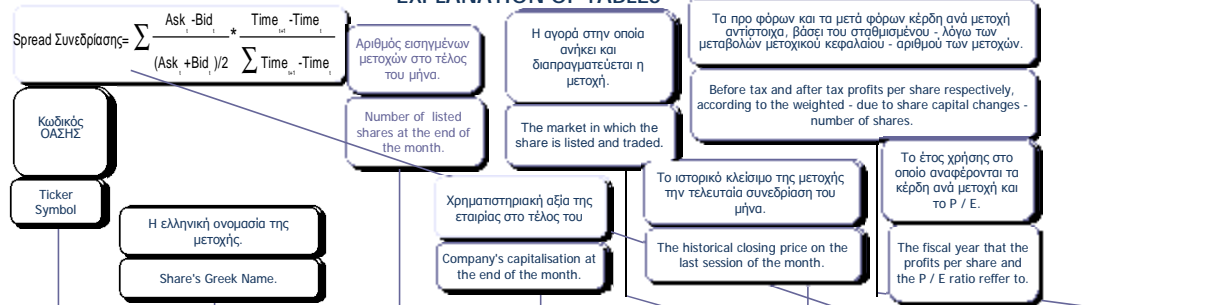 EXPLANATION OF TABLES
Spread Συνεδρίασης= ∑ Ask t -Bid t / (Ask t +Bid t )/2 * Time t+1 -Time t / ∑ Time t+1 -Time t
Αριθμός εισηγμένων
μετοχών στο τέλος
του μήνα.
Number of listed
shares at the end of
the month.
Η αγορά στην οποία
ανήκει και
διαπραγματεύεται η
μετοχή.
The market in which the
share is listed and traded.
Τα προ φόρων και τα μετά φόρων κέρδη ανά μετοχή
αντίστοιχα, βάσει του σταθμισμένου - λόγω των
μεταβολών μετοχικού κεφαλαίου - αριθμού των μετοχών.
Before tax and after tax profits per share respectively,
according to the weighted - due to share capital changes -
number of shares.
Κωδικός
ΟΑΣΗΣ
Ticker
Symbol
Η ελληνική ονομασία της
μετοχής.
Share's Greek Name.
Χρηματιστηριακή αξία της
εταιρίας στο τέλος του
Company's capitalisation at
the end of the month.
Το ιστορικό κλείσιμο της μετοχής
την τελευταία συνεδρίαση του
μήνα.
The historical closing price on the
last session of the month.
Το έτος χρήσης στο
οποίο αναφέρονται τα
κέρδη ανά μετοχή και
το P / E.
The fiscal year that the
profits per share and
the P / E ratio reffer to.